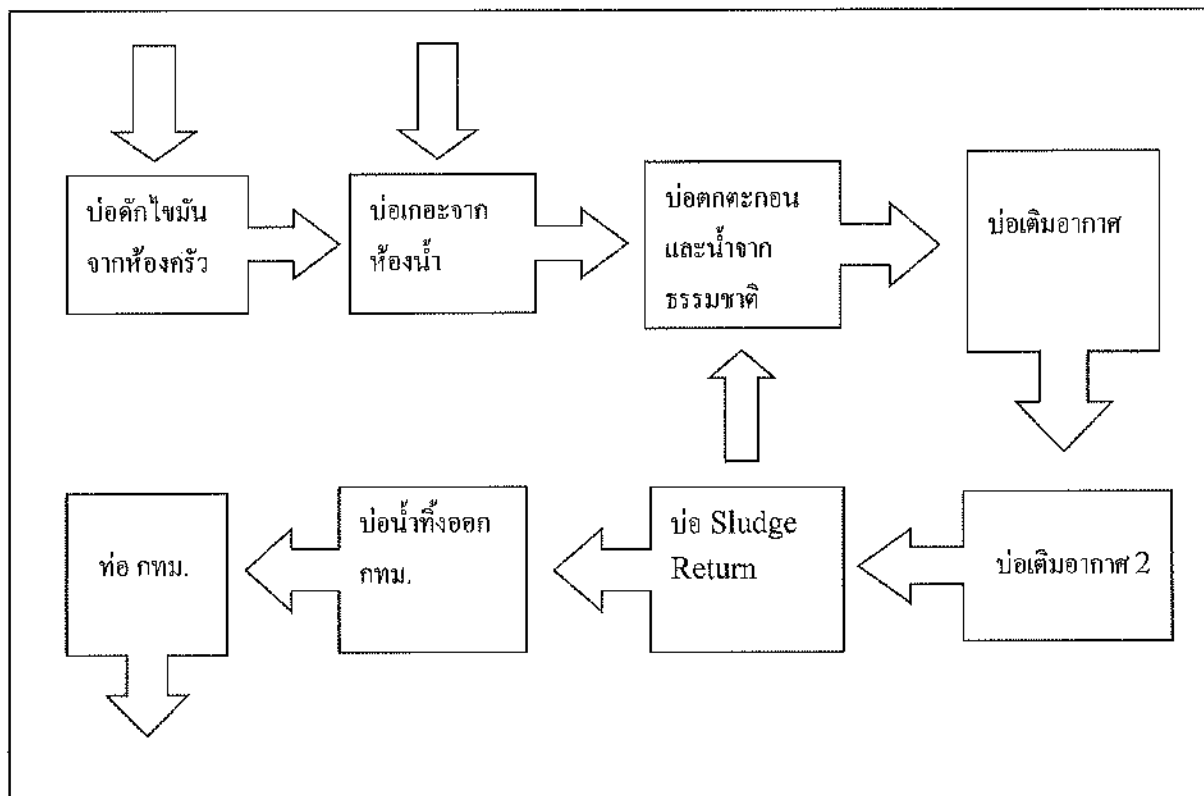 บ่อดักไขมัน
จากห้องครัว
บ่อเกอะจาก
ห้องน้ำ
บ่อตกตะกอน
และน้ำจาก
ธรรมชาติ
บ่อเติมอากาศ
ท่อ กทม.
บ่อน้ำทิ้งออก
กทม.
บ่อ Sludge
Return
บ่อเติมอากาศ 2